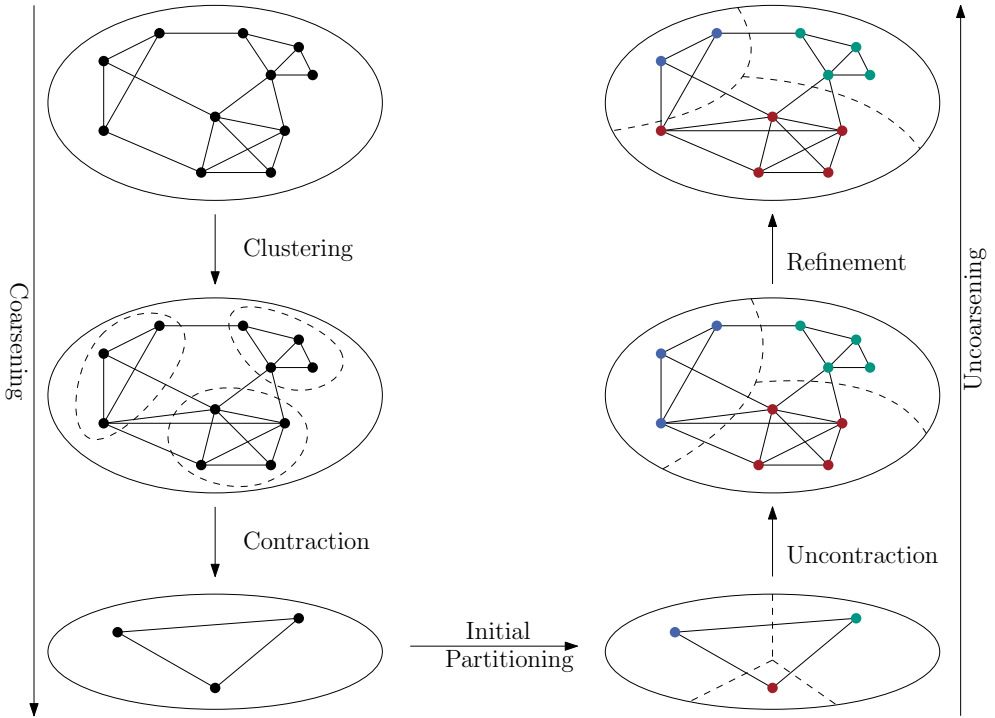 Coarsening
Clustering
Contraction
Initial
Partitioning
Uncontraction
Refinement
Uncoarsening